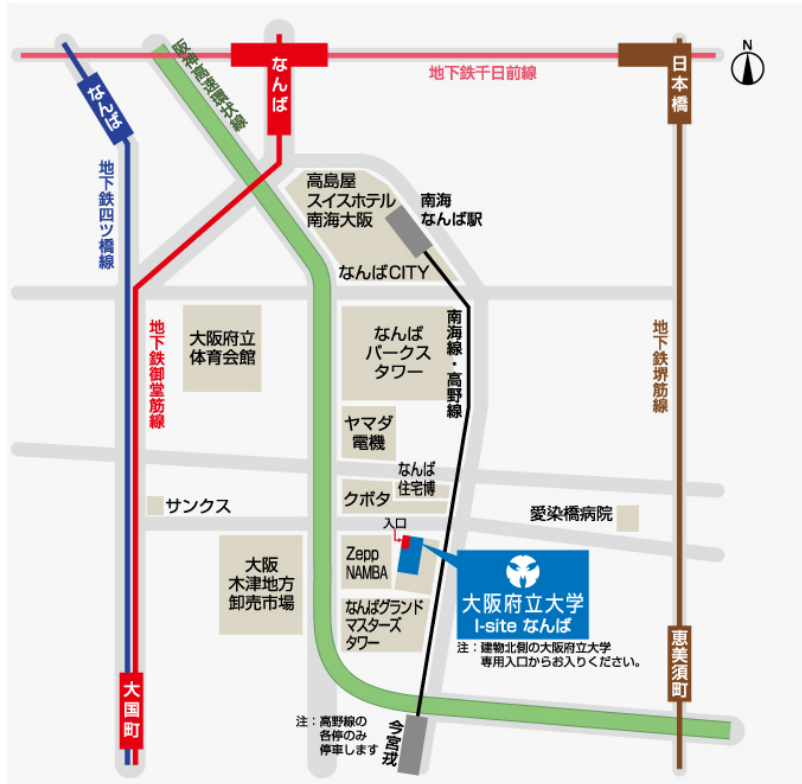 N
なんば
なんば
日本橋
地下鉄千日前線
阪神高速環状線
地下鉄四ツ橋線
高島屋
スイスホテル
南海大阪
南海
なんば駅
なんばCITY
地下鉄御堂筋線
大阪府立
体育会館
なんば
パークス
タワー
南海線・高野線
地下鉄堺筋線
ヤマダ
電機
なんば
住宅博
クボタ
サンクス
愛染橋病院
入口
Zepp
NAMBA
大阪
木津地方
卸売市場
なんばグランド
マスターズ
タワー
大阪府立大学
I-site なんば
注：建物北側の大阪府立大学
専用入口からお入りください。
恵美須町
大国町
注：高野線の
各停のみ
停車します
今宮戎